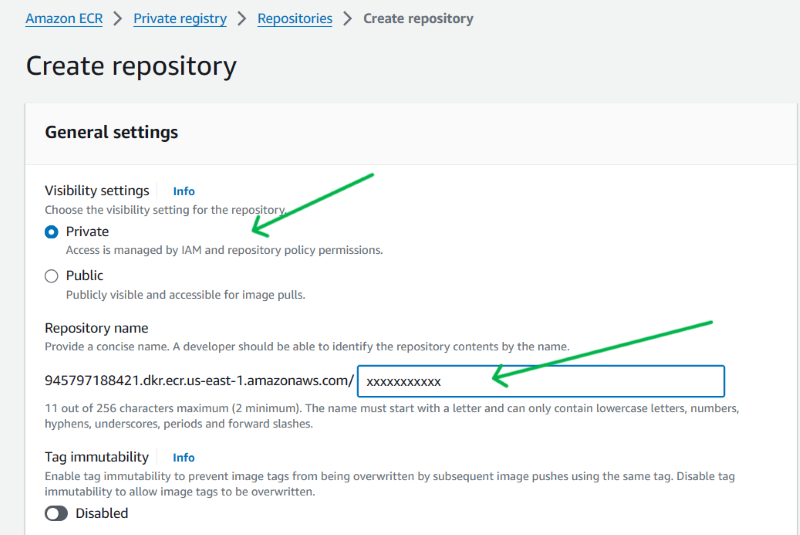 Amazon ECR > Private registry > Repositories > Create repository
Create repository
General settings
Visibility settings Info
Choose the visibility setting for the repository.
Private
Access is managed by IAM and repository policy permissions.
Public
Publicly visible and accessible for image pulls.
Repository name
Provide a concise name. A developer should be able to identify the repository contents by the name.
945797188421.dkr.ecr.us-east-1.amazonaws.com/ xxxxxxxxxxx
11 out of 256 characters maximum (2 minimum). The name must start with a letter and can only contain lowercase letters, numbers,
hyphens, underscores, periods and forward slashes.
Tag immutability Info
Enable tag immutability to prevent image tags from being overwritten by subsequent image pushes using the same tag. Disable tag
immutability to allow image tags to be overwritten.
Disabled